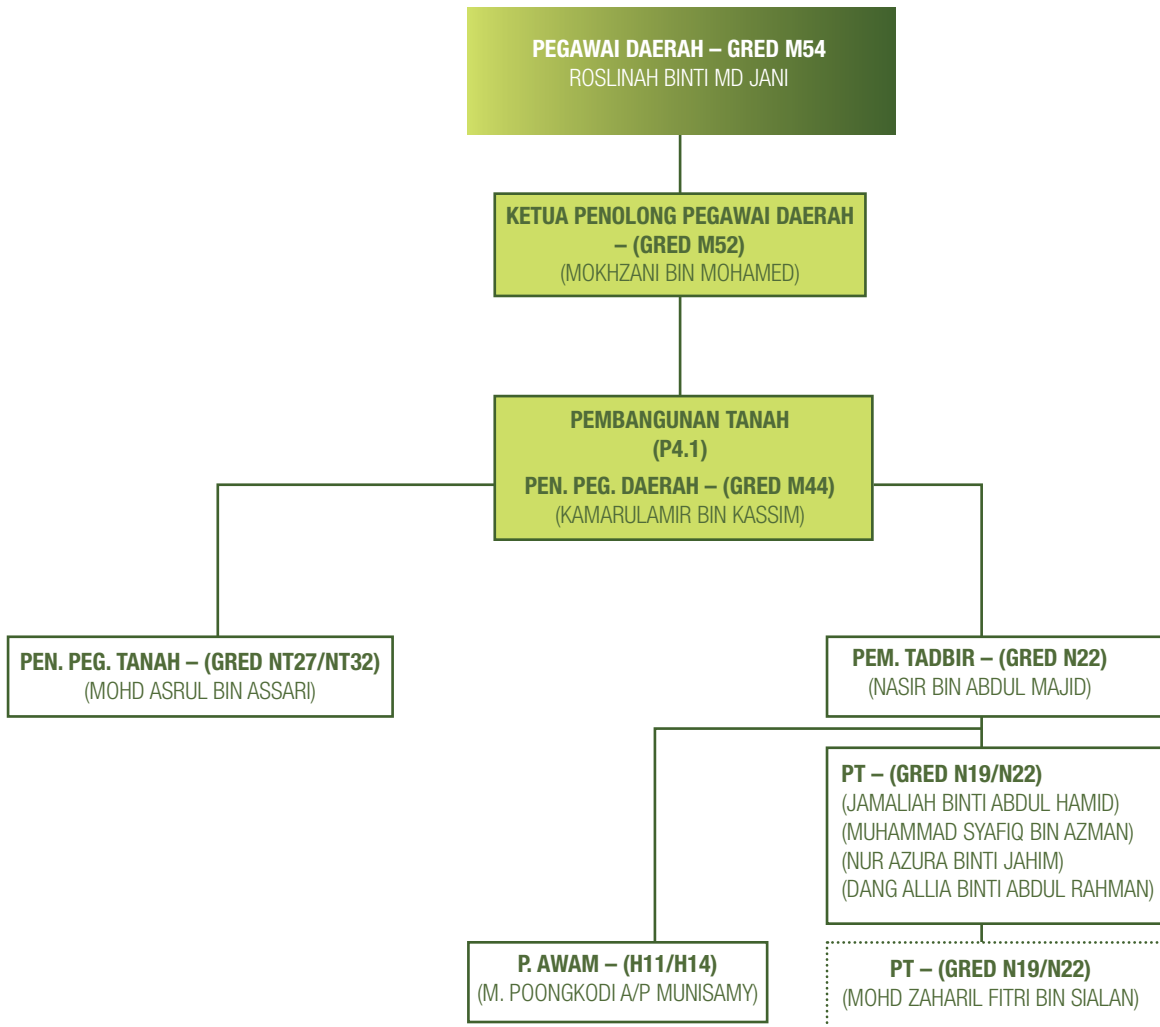 PEGAWAI DAERAH – GRED M54
ROSLINAH BINTI MD JANI
KETUA PENOLONG PEGAWAI DAERAH
– (GRED M52)
(MOKHZANI BIN MOHAMED)
PEMBANGUNAN TANAH
(P4.1)
PEN. PEG. DAERAH – (GRED M44)
(KAMARULAMIR BIN KASSIM)
PEN. PEG. TANAH – (GRED NT27/NT32)
(MOHD ASRUL BIN ASSARI)
PEM. TADBIR – (GRED N22)
(NASIR BIN ABDUL MAJID)
PT – (GRED N19/N22)
(JAMALIAH BINTI ABDUL HAMID)
(MUHAMMAD SYAFIQ BIN AZMAN)
(NUR AZURA BINTI JAHIM)
(DANG ALLIA BINTI ABDUL RAHMAN)
P. AWAM – (H11/H14)
(M. POONGKODI A/P MUNISAMY)
PT – (GRED N19/N22)
(MOHD ZAHARIL FITRI BIN SIALAN)